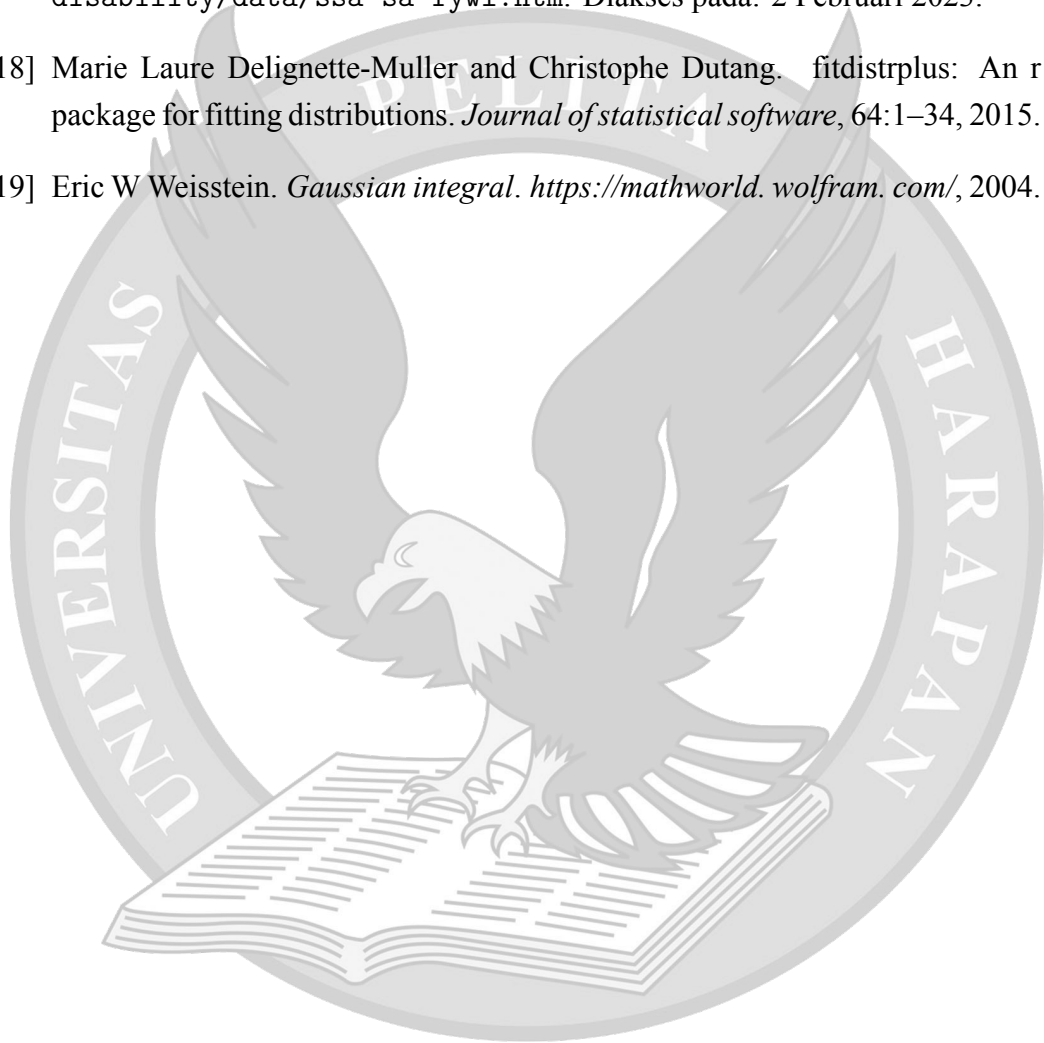 disability/data/ssa-sa-fywl.htm. Diakses pada: 2 Februari 2023.
18] Marie Laure Delignette-Muller and Christophe Dutang. fitdistrplus: An r
package for fitting distributions. Journal of statistical software, 64:1–34, 2015.
19] Eric W Weisstein. Gaussian integral. https://mathworld. wolfram. com/, 2004.
UNIVERSITAS PELITA HARAPAN